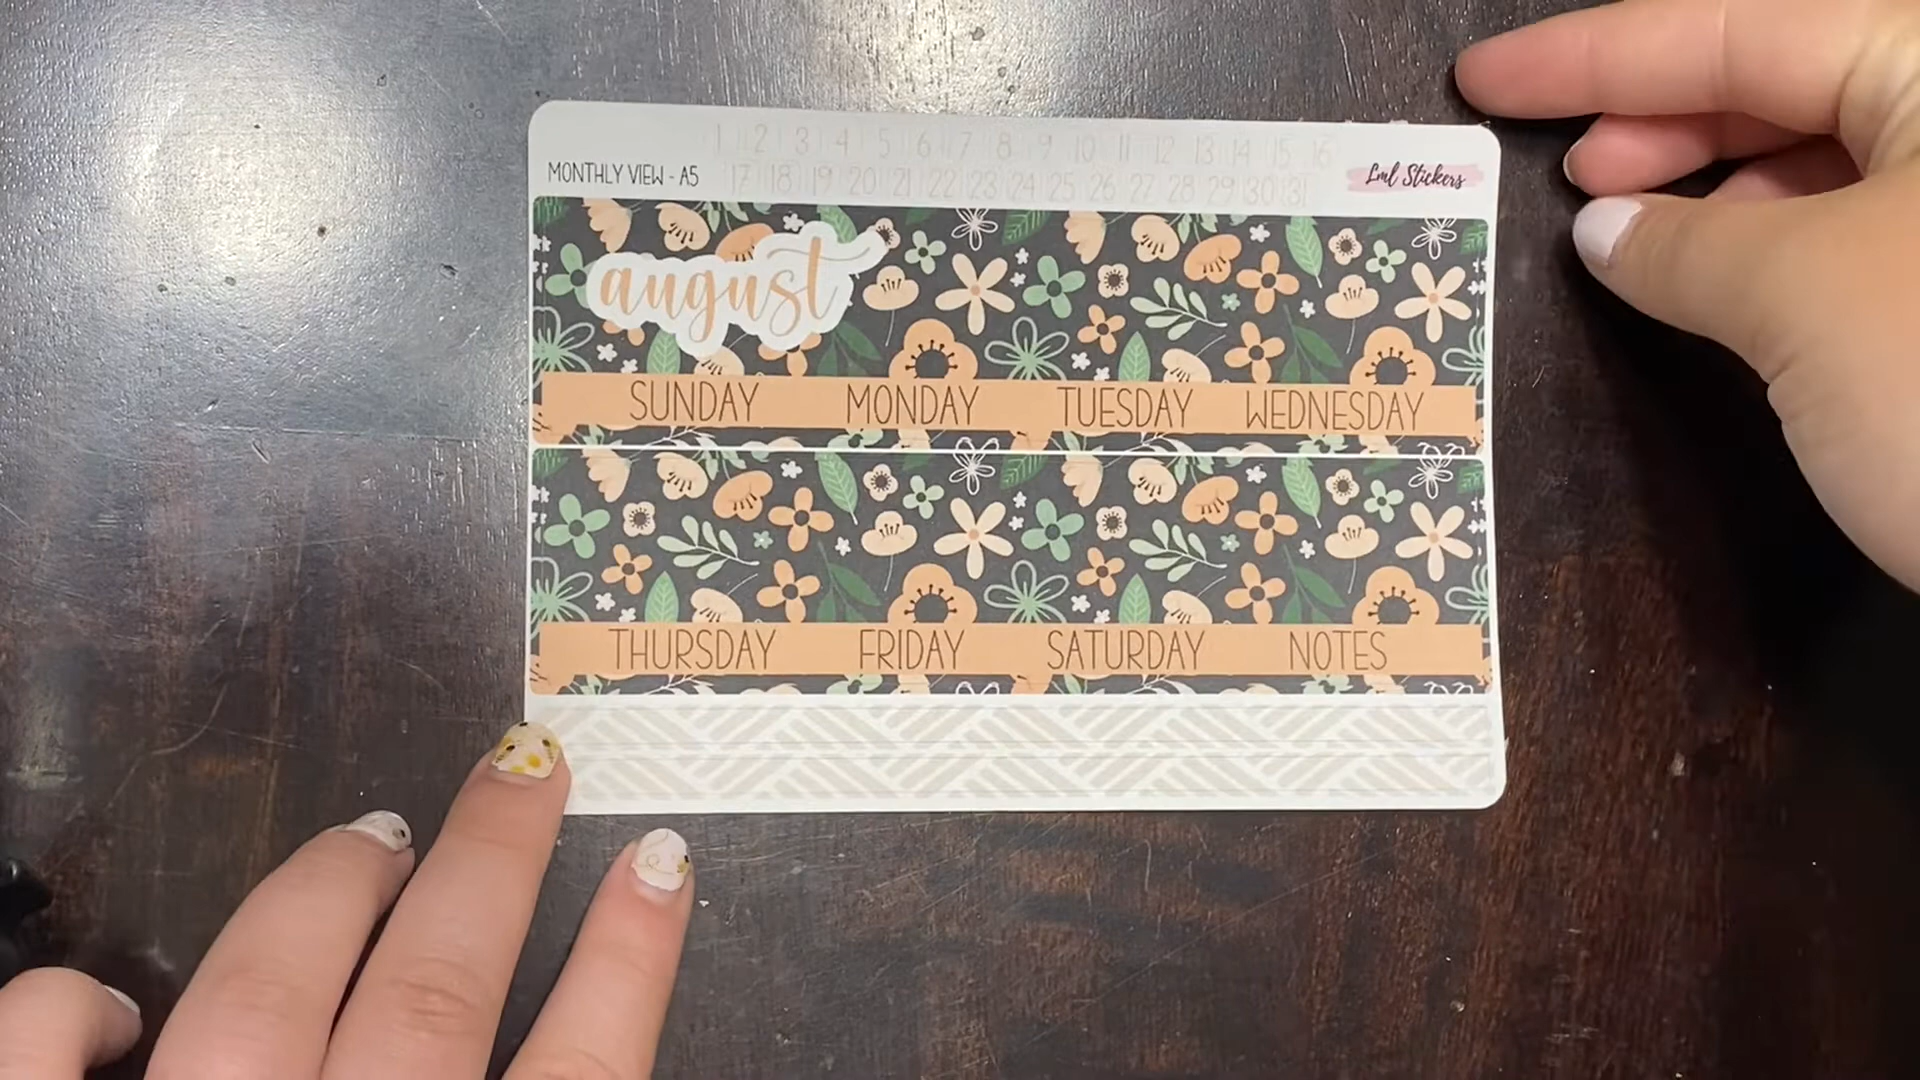 1 2 3 4 5 6 7 8 9 10 11 12 13 14 15 16
MONTHLY VIEW - A5
17 18 19 20 21 22 23 24 25 26 27 28 29 30 31
Lml Stickers
august
SUNDAY MONDAY TUESDAY WEDNESDAY
THURSDAY FRIDAY SATURDAY NOTES